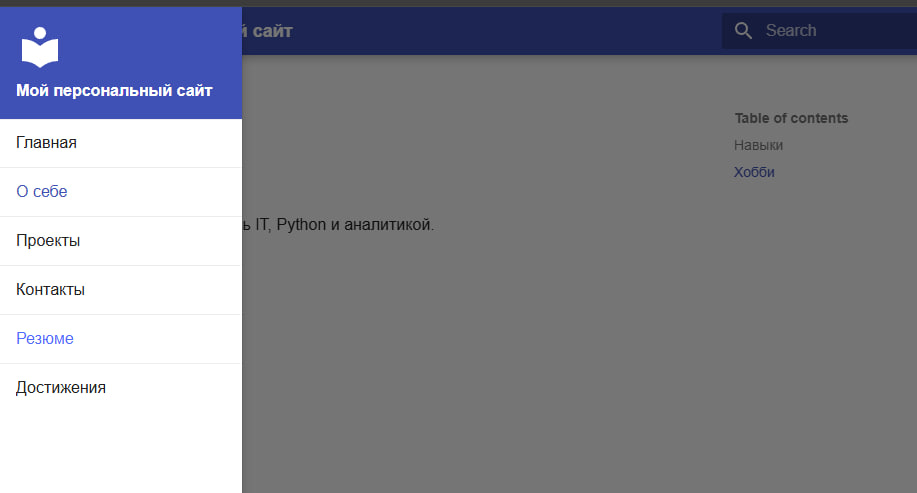 й сайт
Search
Мой персональный сайт
Главная
О себе
Проекты
Контакты
Резюме
Достижения
Table of contents
Навыки
Хобби
ь IT, Python и аналитикой.